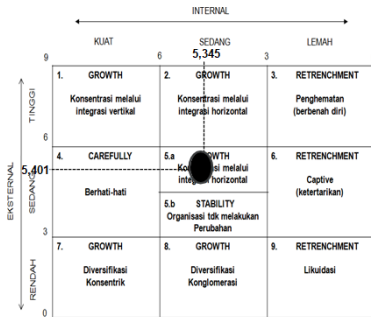 INTERNAL
KUAT SEDANG LEMAH
9 6 5,345 3
1. GROWTH
Konsentrasi melalui
integrasi vertikal
2. GROWTH
Konsentrasi melalui
integrasi horizontal
3. RETRENCHMENT
Penghematan
(berbenah diri)
TINGGI
6
4. CAREFULLY
Berhati-hati
5.a WTH
melalui
horizontal
5.b STABILITY
Organisasi tdk melakukan
Perubahan
6. RETRENCHMENT
Captive
(ketertarikan)
5,401
EKSTERNAL
SEDANG
3
7. GROWTH
Diversifikasi
Konsentrik
8. GROWTH
Diversifikasi
Konglomerasi
9. RETRENCHMENT
Likuidasi
RENDAH
0